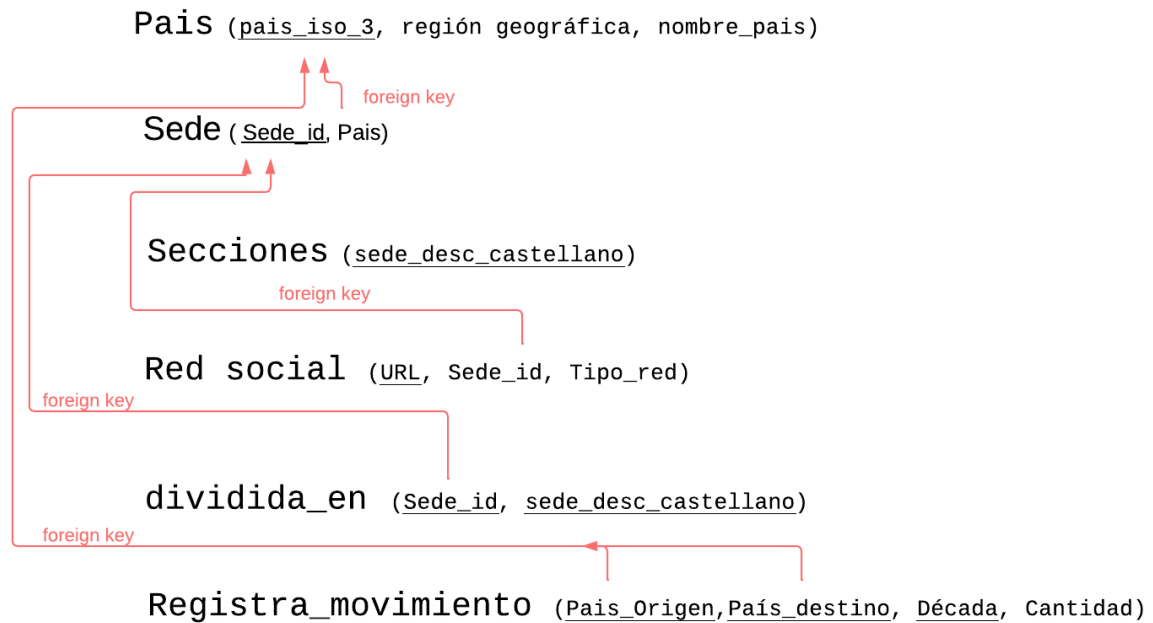 Pais (pais_iso_3, región geográfica, nombre_pais)
foreign key
Sede ( Sede_id, Pais)
Secciones (sede_desc_castellano)
foreign key
Red social (URL, Sede_id, Tipo_red)
foreign key
dividida_en (Sede_id, sede_desc_castellano)
foreign key
Registra_movimiento (Pais_Origen,País_destino, Década, Cantidad)